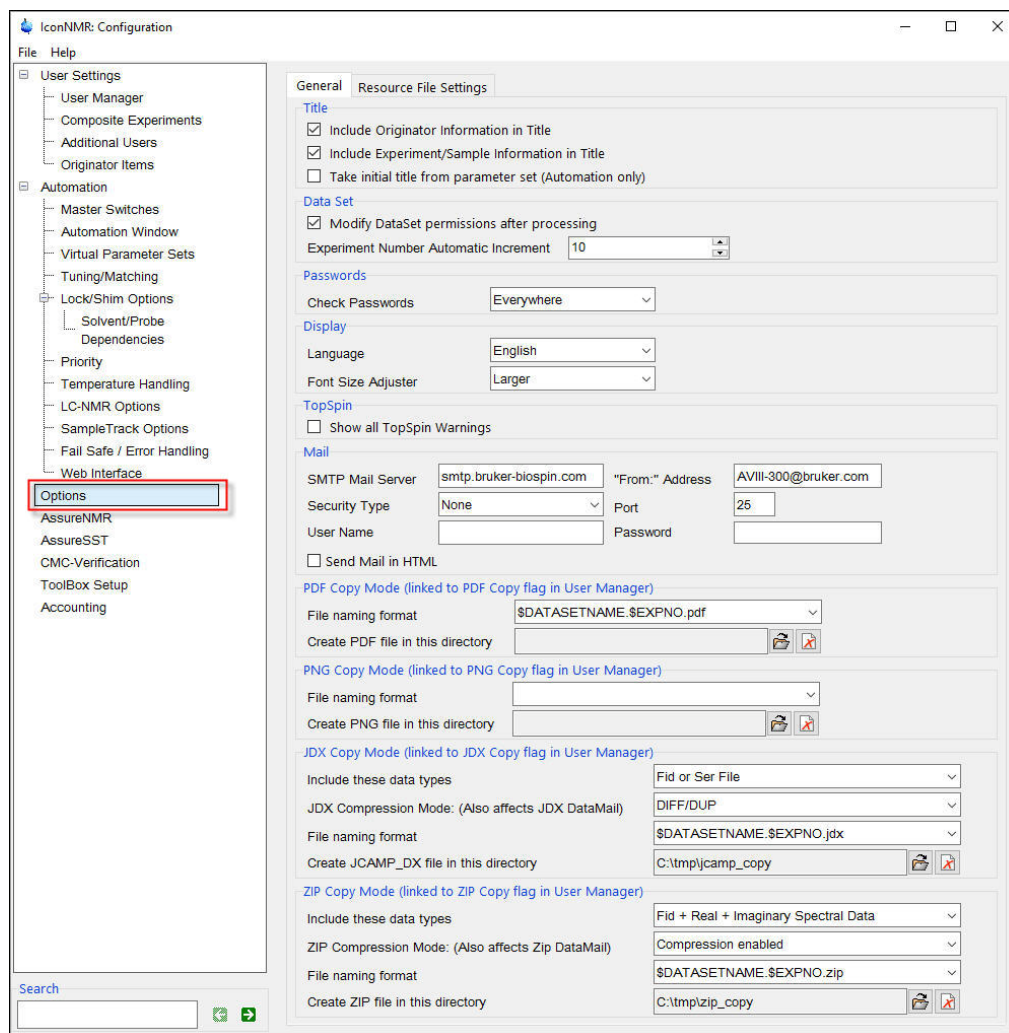 IconNMR: Configuration
File Help
User Settings
User Manager
Composite Experiments
Additional Users
Originator Items
Automation
Master Switches
Automation Window
Virtual Parameter Sets
Tuning/Matching
Lock/Shim Options
Solvent/Probe
Dependencies
Priority
Temperature Handling
LC-NMR Options
SampleTrack Options
Fail Safe / Error Handling
Web Interface
Options
AssureNMR
AssureSST
CMC-Verification
ToolBox Setup
Accounting
Search
General Resource File Settings
Title
Include Originator Information in Title
Include Experiment/Sample Information in Title
Take initial title from parameter set (Automation only)
Data Set
Modify DataSet permissions after processing
Experiment Number Automatic Increment 10
Passwords
Check Passwords Everywhere
Display
Language English
Font Size Adjuster Larger
TopSpin
Show all TopSpin Warnings
Mail
SMTP Mail Server smtp.bruker-biospin.com "From:" Address AVIII-300@bruker.com
Security Type None Port 25
User Name Password
Send Mail in HTML
PDF Copy Mode (linked to PDF Copy flag in User Manager)
File naming format $DATASETNAME.$EXPNO.pdf
Create PDF file in this directory
PNG Copy Mode (linked to PNG Copy flag in User Manager)
File naming format
Create PNG file in this directory
JDX Copy Mode (linked to JDX Copy flag in User Manager)
Include these data types Fid or Ser File
JDX Compression Mode: (Also affects JDX DataMail) DIFF/DUP
File naming format $DATASETNAME.$EXPNO.jdx
Create JCAMP_DX file in this directory C:\tmp\jcamp_copy
ZIP Copy Mode (linked to ZIP Copy flag in User Manager)
Include these data types Fid + Real + Imaginary Spectral Data
ZIP Compression Mode: (Also affects Zip DataMail) Compression enabled
File naming format $DATASETNAME.$EXPNO.zip
Create ZIP file in this directory C:\tmp\zip_copy